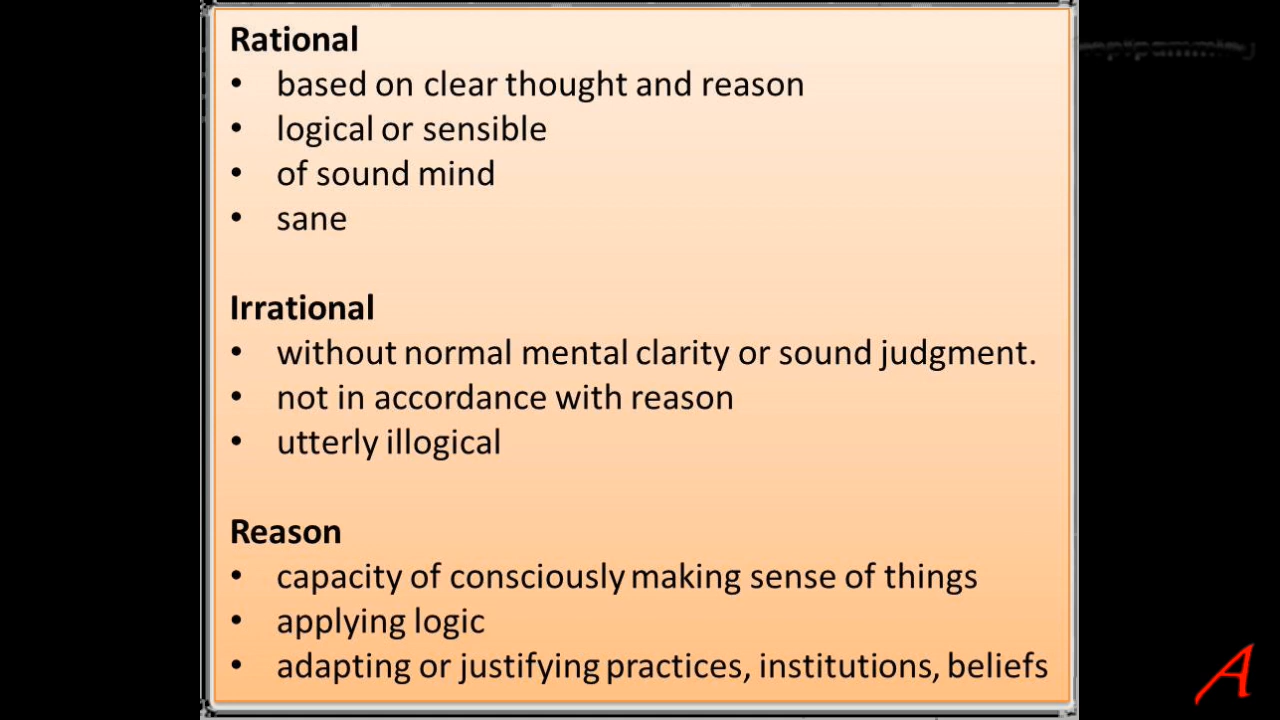 Rational
• based on clear thought and reason
• logical or sensible
• of sound mind
• sane
Irrational
• without normal mental clarity or sound judgment.
• not in accordance with reason
• utterly illogical
Reason
• capacity of consciously making sense of things
• applying logic
• adapting or justifying practices, institutions, beliefs
A